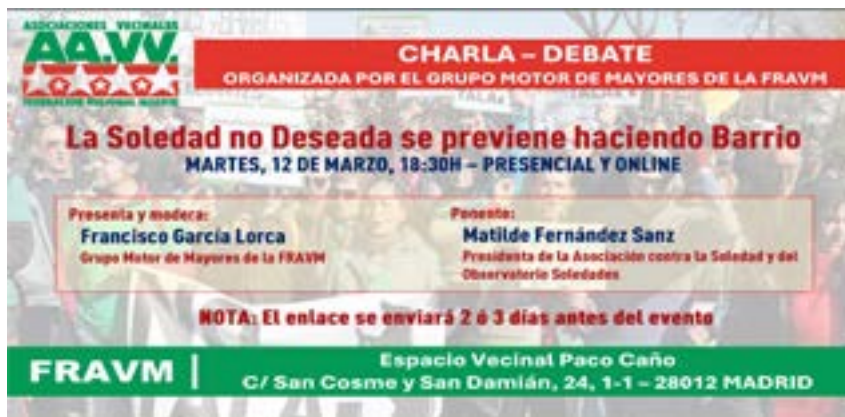 ASOCIACIONES VECINALES
AA.VV.
FEDERACIÓN REGIONAL MADRID
CHARLA – DEBATE
ORGANIZADA POR EL GRUPO MOTOR DE MAYORES DE LA FRAVM
La Soledad no Deseada se previene haciendo Barrio
MARTES, 12 DE MARZO, 18:30H – PRESENCIAL Y ONLINE
Presenta y modera:
Francisco García Lorca
Grupo Motor de Mayores de la FRAVM
Ponente:
Matilde Fernández Sanz
Presidenta de la Asociación contra la Soledad y del
Observatorio Soledades
NOTA: El enlace se enviará 2 ó 3 días antes del evento
FRAVM
Espacio Vecinal Paco Caño
C/ San Cosme y San Damián, 24, 1-1 – 28012 MADRID